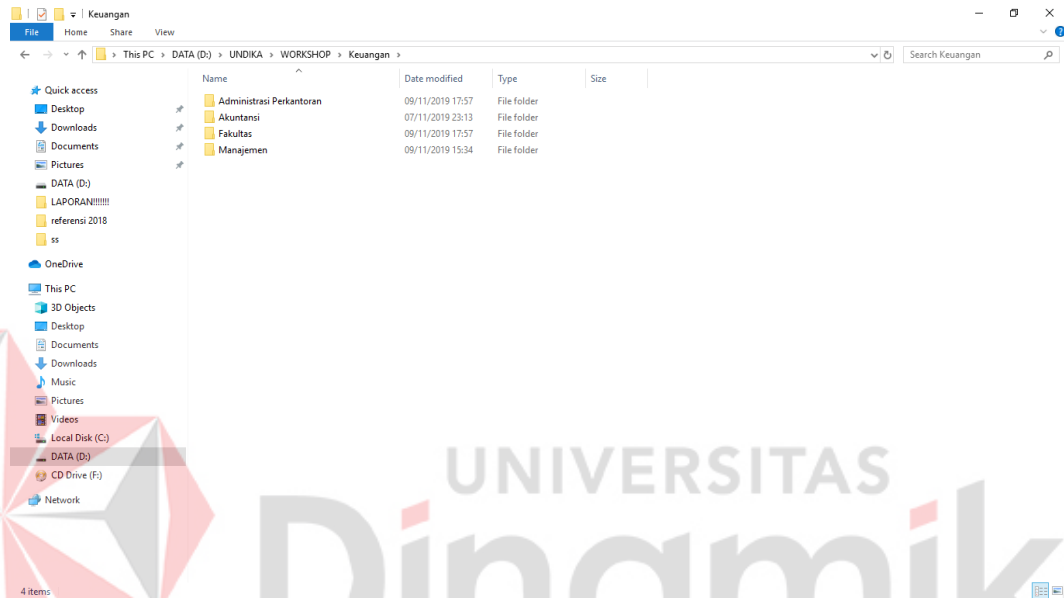 Keuangan
File Home Share View
This PC > DATA (D:) > UNDIKA > WORKSHOP > Keuangan >
Search Keuangan
Name Date modified Type Size
Administrasi Perkantoran 09/11/2019 17:57 File folder
Akuntansi 07/11/2019 23:13 File folder
Fakultas 09/11/2019 17:57 File folder
Manajemen 09/11/2019 15:34 File folder
Quick access
Desktop
Downloads
Documents
Pictures
DATA (D:)
LAPORAN!!!!!!!
referensi 2018
ss
OneDrive
This PC
3D Objects
Desktop
Documents
Downloads
Music
Pictures
Videos
Local Disk (C:)
DATA (D:)
CD Drive (F:)
Network
4 items
UNIVERSITAS
Dinamik